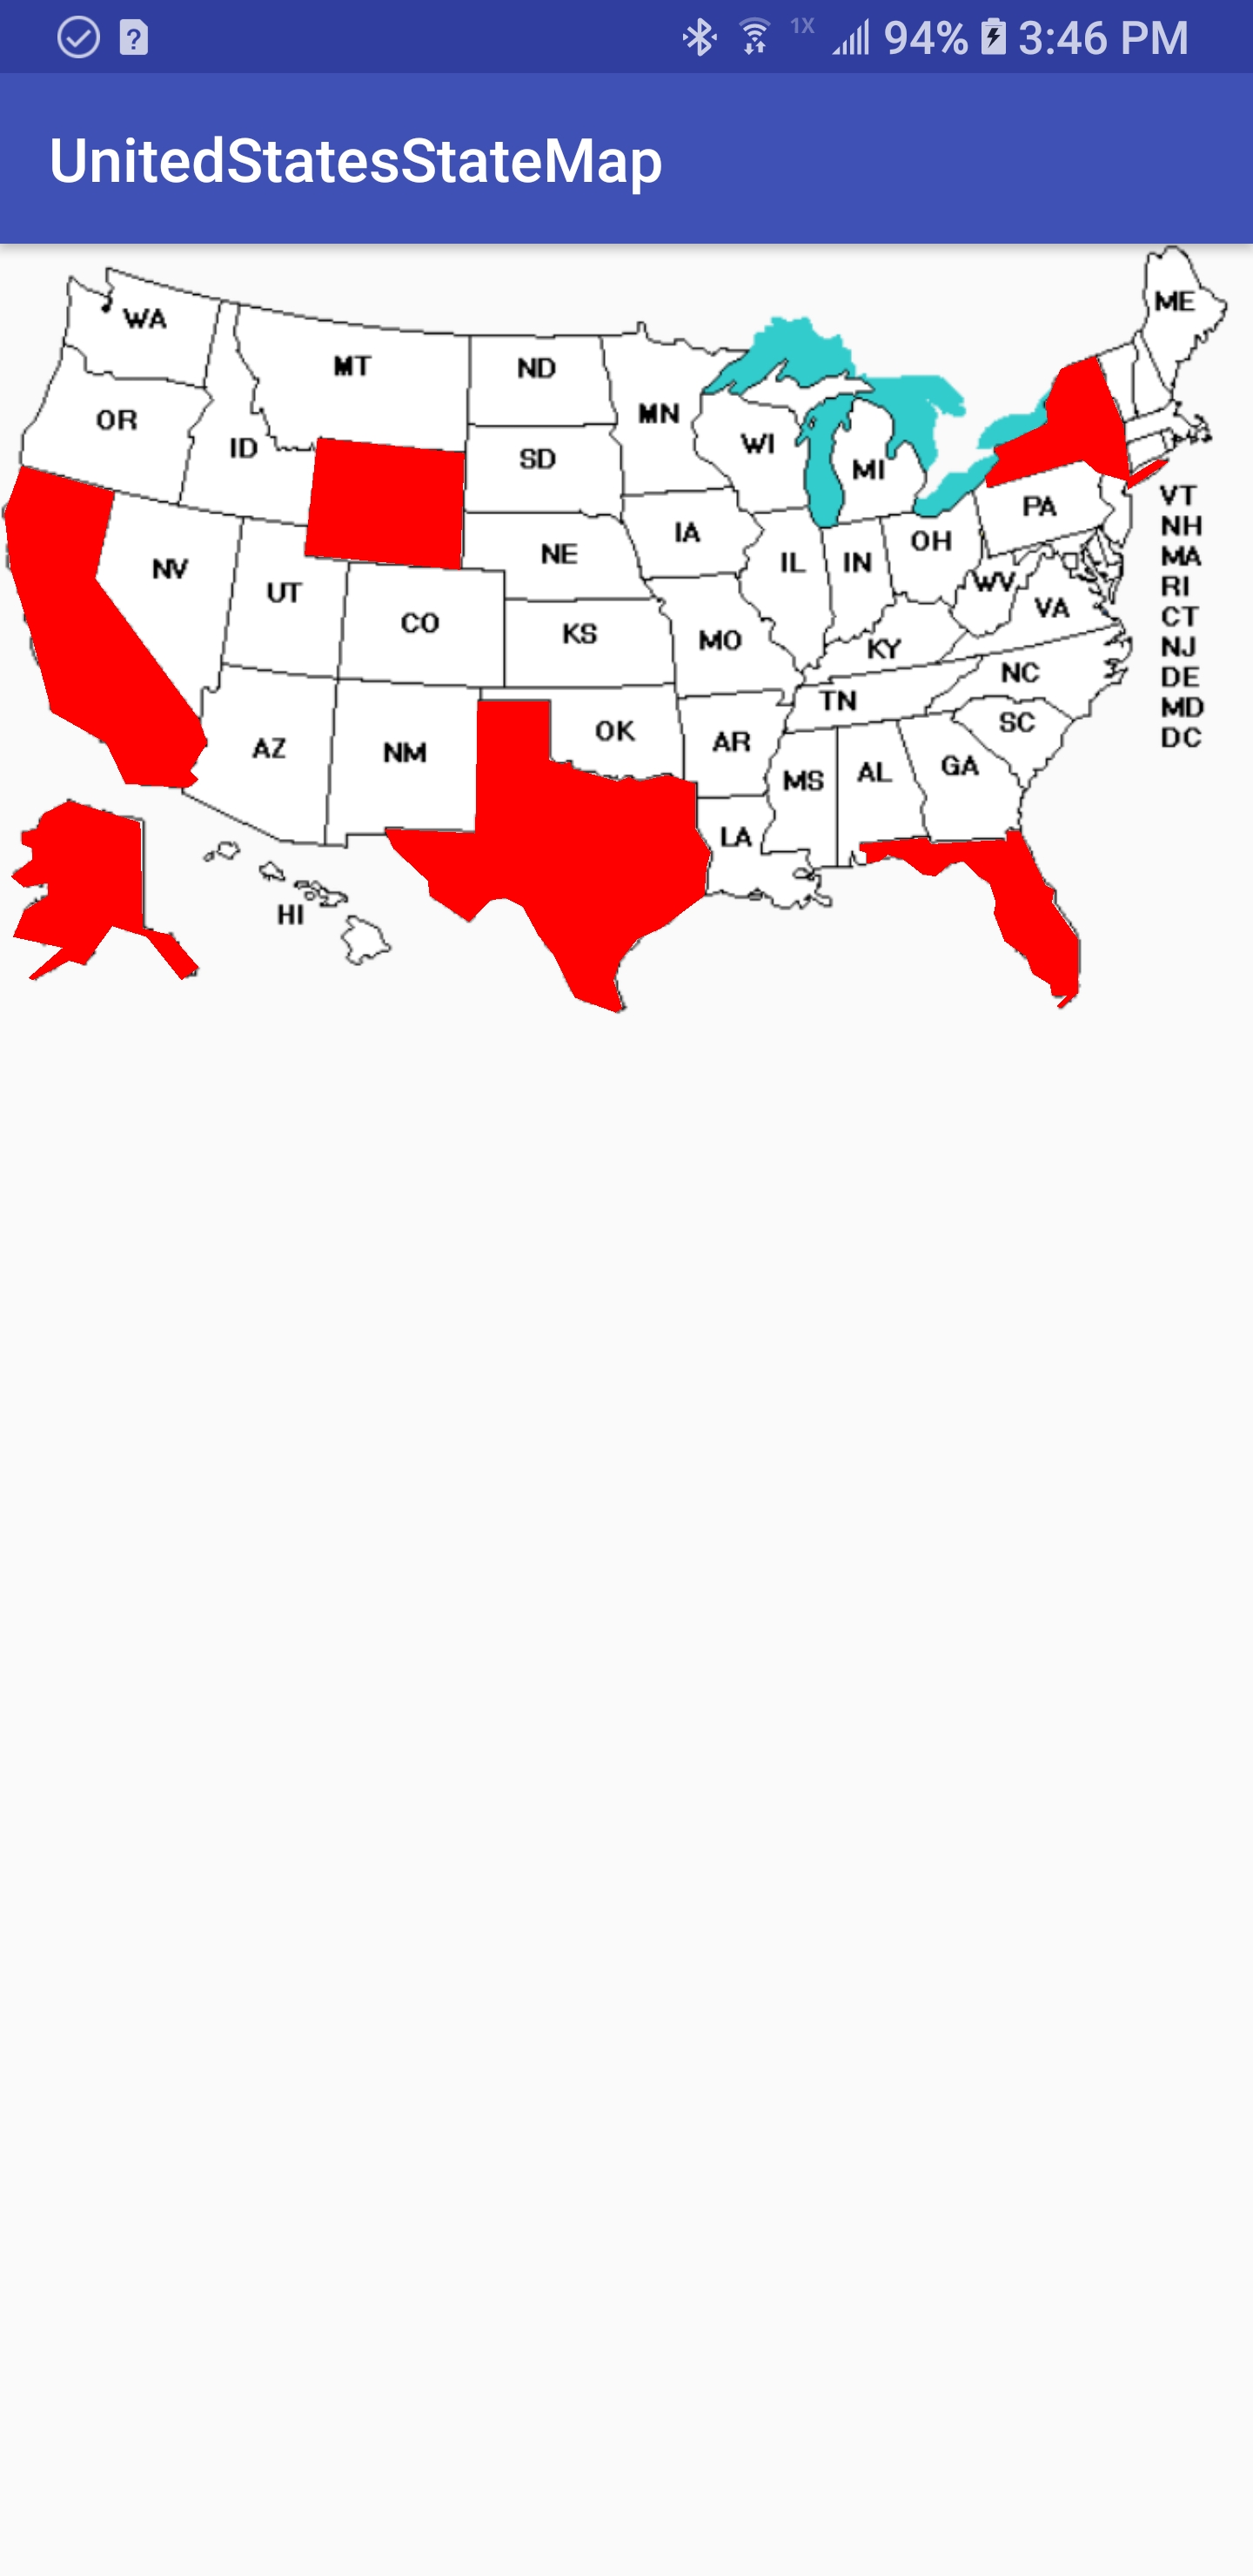 1X 94% 3:46 PM
UnitedStatesStateMap
ME
WA
MT
ND
MN
OR
ID
SD
WI
MI
VT
PA
NH
IA
OH
MA
NV
NE
IL
IN
RI
UT
WV
CT
CO
KS
VA
MO
NJ
KY
NC
DE
TN
MD
SC
OK
AR
DC
AZ
NM
MS
AL
GA
LA
HI